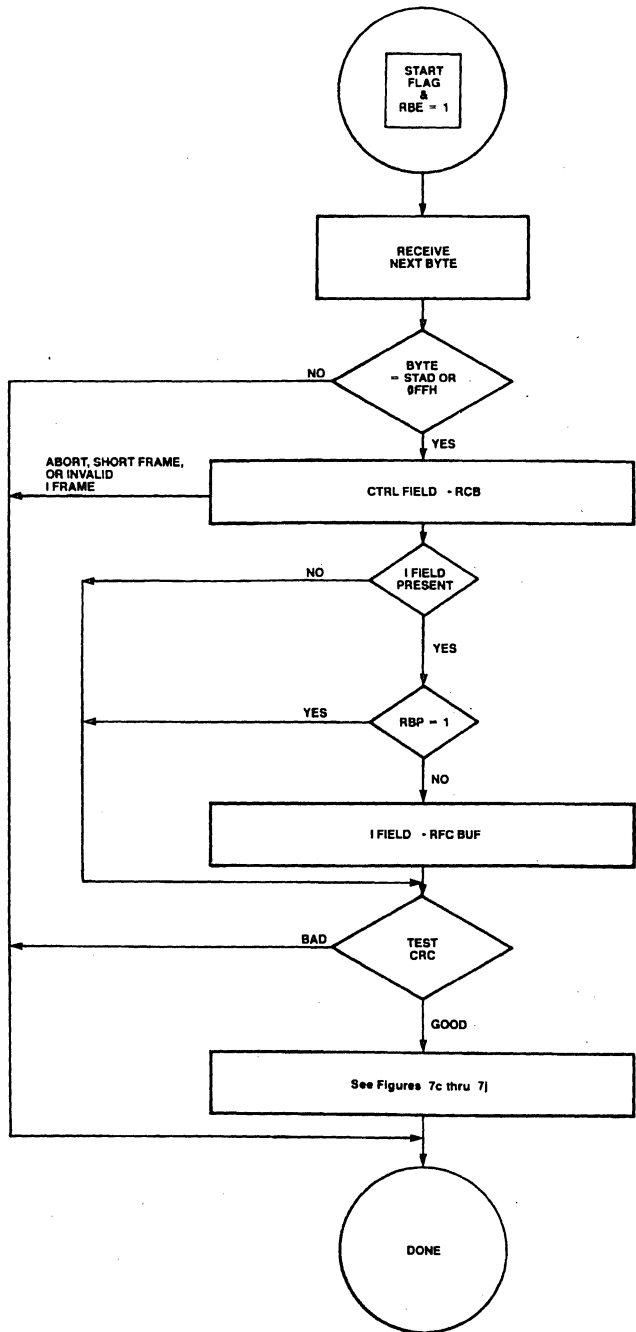 START
FLAG
&
RBE = 1
RECEIVE
NEXT BYTE
BYTE
= STAD OR
0FFH
NO
YES
ABORT, SHORT FRAME,
OR INVALID
I FRAME
CTRL FIELD - RCB
NO
I FIELD
PRESENT
YES
YES
RBP = 1
NO
I FIELD - RFC BUF
BAD
TEST
CRC
GOOD
See Figures 7c thru 7j
DONE